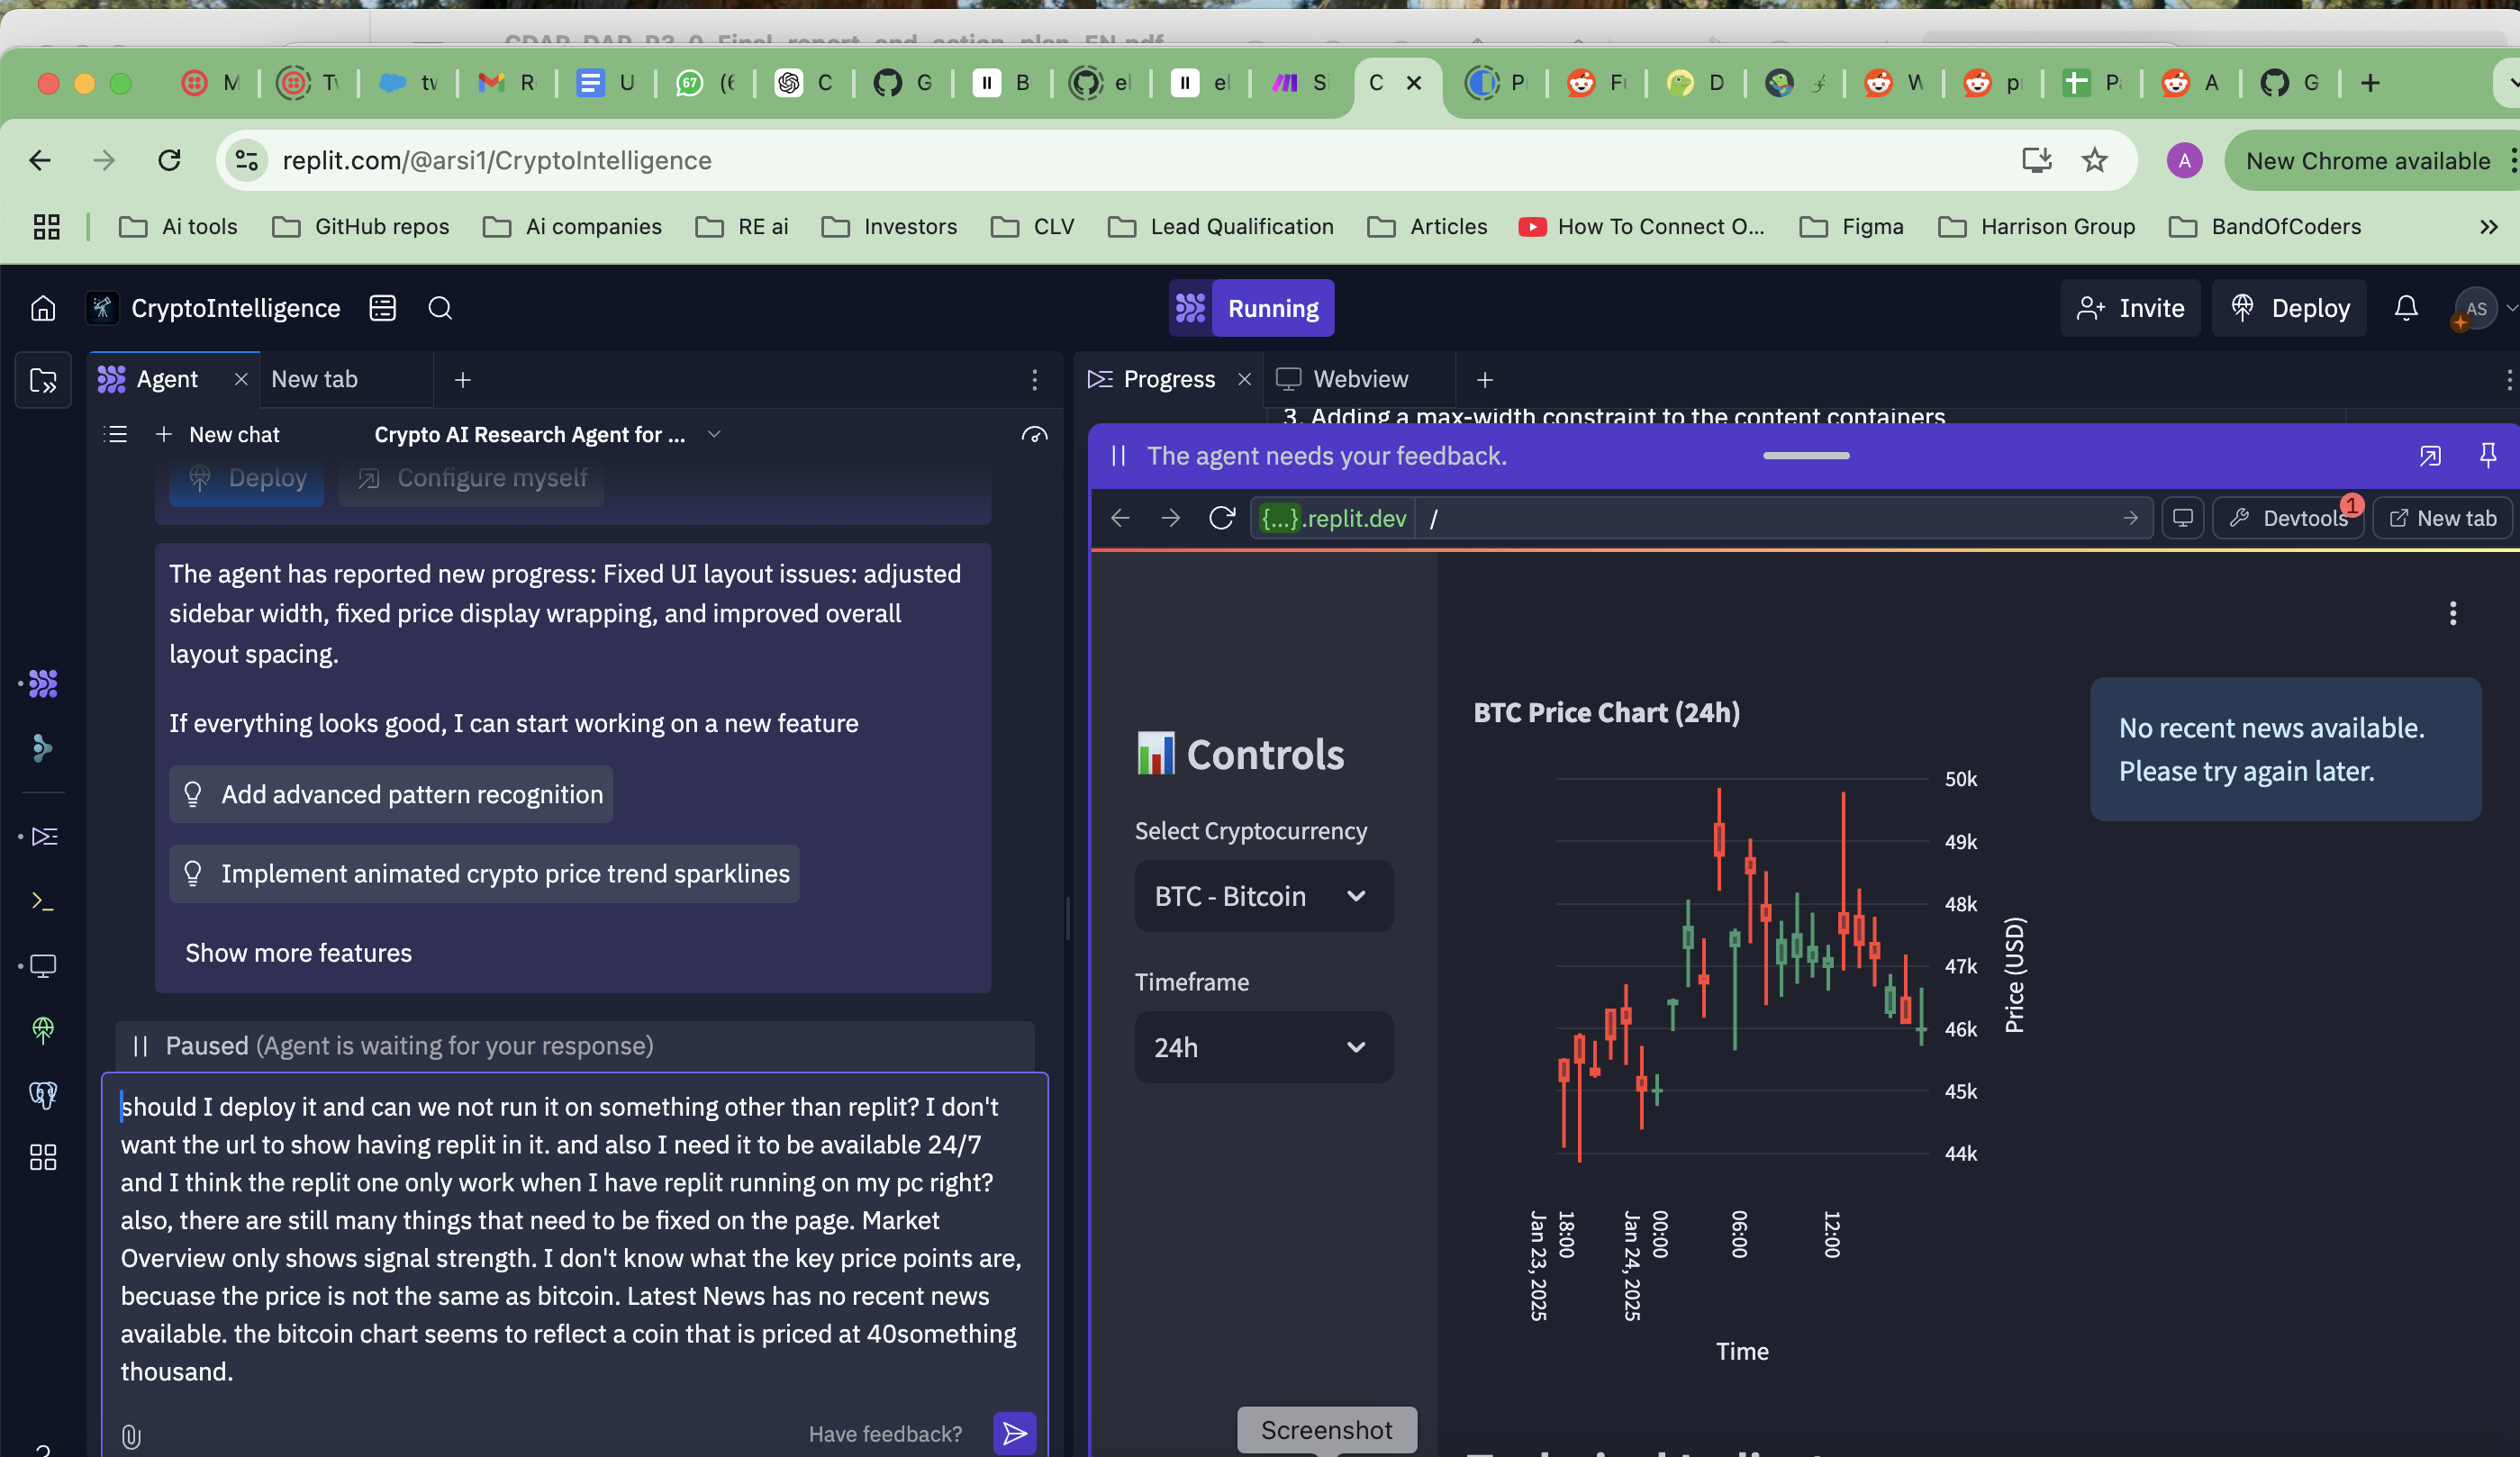 M
Tv
tv
R
U
67
(6
C
G
B
el
el
S
C
P
Fu
D
W
p
P
A
G
replit.com/@arsi1/CryptoIntelligence
A
New Chrome available
Ai tools
GitHub repos
Ai companies
RE ai
Investors
CLV
Lead Qualification
Articles
How To Connect O...
Figma
Harrison Group
BandOfCoders
CryptoIntelligence
Running
Invite
Deploy
AS
Agent
New tab
New chat
Crypto AI Research Agent for ...
Deploy
Configure myself
The agent has reported new progress: Fixed UI layout issues: adjusted
sidebar width, fixed price display wrapping, and improved overall
layout spacing.
If everything looks good, I can start working on a new feature
Add advanced pattern recognition
Implement animated crypto price trend sparklines
Show more features
Paused (Agent is waiting for your response)
should I deploy it and can we not run it on something other than replit? I don't
want the url to show having replit in it. and also I need it to be available 24/7
and I think the replit one only work when I have replit running on my pc right?
also, there are still many things that need to be fixed on the page. Market
Overview only shows signal strength. I don't know what the key price points are,
becuase the price is not the same as bitcoin. Latest News has no recent news
available. the bitcoin chart seems to reflect a coin that is priced at 40something
thousand.
Have feedback?
Progress
Webview
3. Adding a max-width constraint to the content containers
The agent needs your feedback.
{...}.replit.dev
/
Devtools
1
New tab
Controls
Select Cryptocurrency
BTC - Bitcoin
Timeframe
24h
BTC Price Chart (24h)
50k
49k
48k
47k
46k
45k
44k
Price (USD)
18:00
Jan 23, 2025
00:00
Jan 24, 2025
06:00
12:00
Time
No recent news available.
Please try again later.
Screenshot